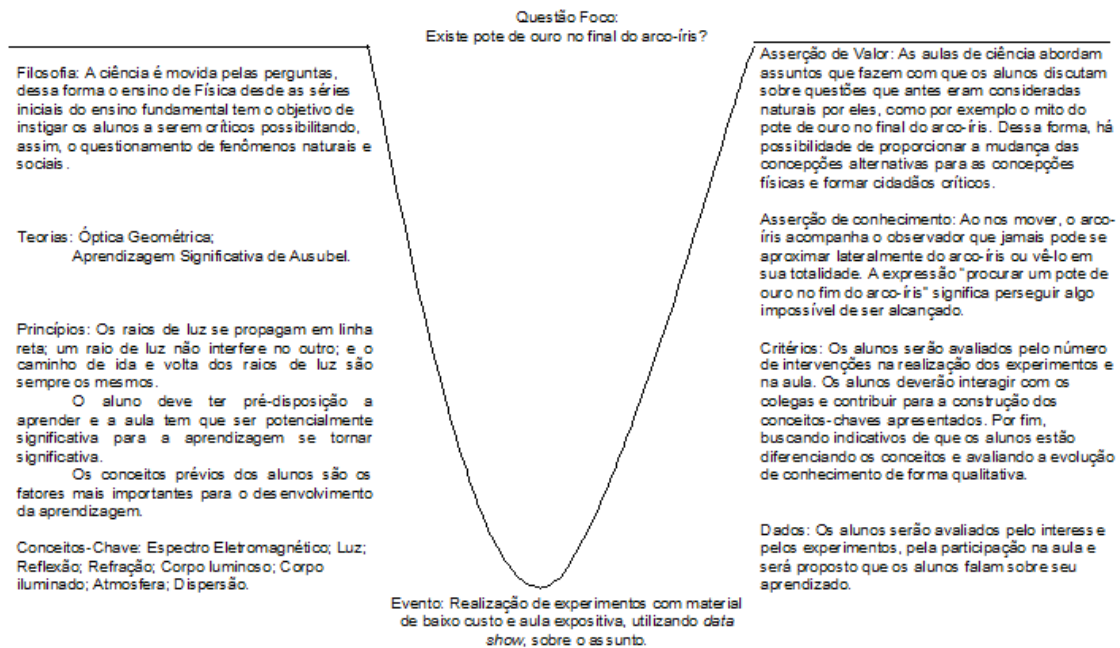 Questão Foco:
Existe pote de ouro no final do arco-íris?
Filosofia: A ciência é movida pelas perguntas,
dessa forma o ensino de Física desde as séries
iniciais do ensino fundamental tem o objetivo de
instigar os alunos a serem críticos possibilitando,
assim, o questionamento de fenômenos naturais e
sociais.
Teorias: Óptica Geométrica;
Aprendizagem Significativa de Ausubel.
Princípios: Os raios de luz se propagam em linha
reta; um raio de luz não interfere no outro; e o
caminho de ida e volta dos raios de luz são
sempre os mesmos.
O aluno deve ter pré-disposição a
aprender e a aula tem que ser potencialmente
significativa para a aprendizagem se tornar
significativa.
Os conceitos prévios dos alunos são os
fatores mais importantes para o desenvolvimento
da aprendizagem.
Conceitos-Chave: Espectro Eletromagnético; Luz;
Reflexão; Refração; Corpo luminoso; Corpo
iluminado; Atmosfera; Dispersão.
Asserção de Valor: As aulas de ciência abordam
assuntos que fazem com que os alunos discutam
sobre questões que antes eram consideradas
naturais por eles, como por exemplo o mito do
pote de ouro no final do arco-íris. Dessa forma, há
possibilidade de proporcionar a mudança das
concepções alternativas para as concepções
físicas e formar cidadãos críticos.
Asserção de conhecimento: Ao nos mover, o arco-
íris acompanha o observador que jamais pode se
aproximar lateralmente do arco-íris ou vê-lo em
sua totalidade. A expressão "procurar um pote de
ouro no fim do arco-íris" significa perseguir algo
impossível de ser alcançado.
Critérios: Os alunos serão avaliados pelo número
de intervenções na realização dos experimentos e
na aula. Os alunos deverão interagir com os
colegas e contribuir para a construção dos
conceitos-chaves apresentados. Por fim,
buscando indicativos de que os alunos estão
diferenciando os conceitos e avaliando a evolução
de conhecimento de forma qualitativa.
Dados: Os alunos serão avaliados pelo interesse
pelos experimentos, pela participação na aula e
será proposto que os alunos falam sobre seu
aprendizado.
Evento: Realização de experimentos com material
de baixo custo e aula expositiva, utilizando data
show, sobre o assunto.